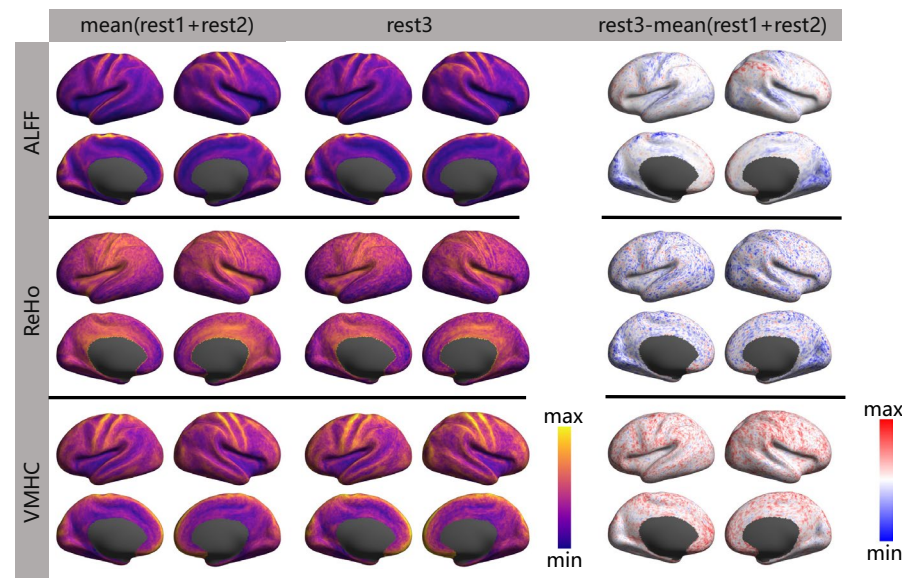 mean(rest1+rest2)
rest3
rest3-mean(rest1+rest2)
ALFF
ReHo
VMHC
max
min
max
min